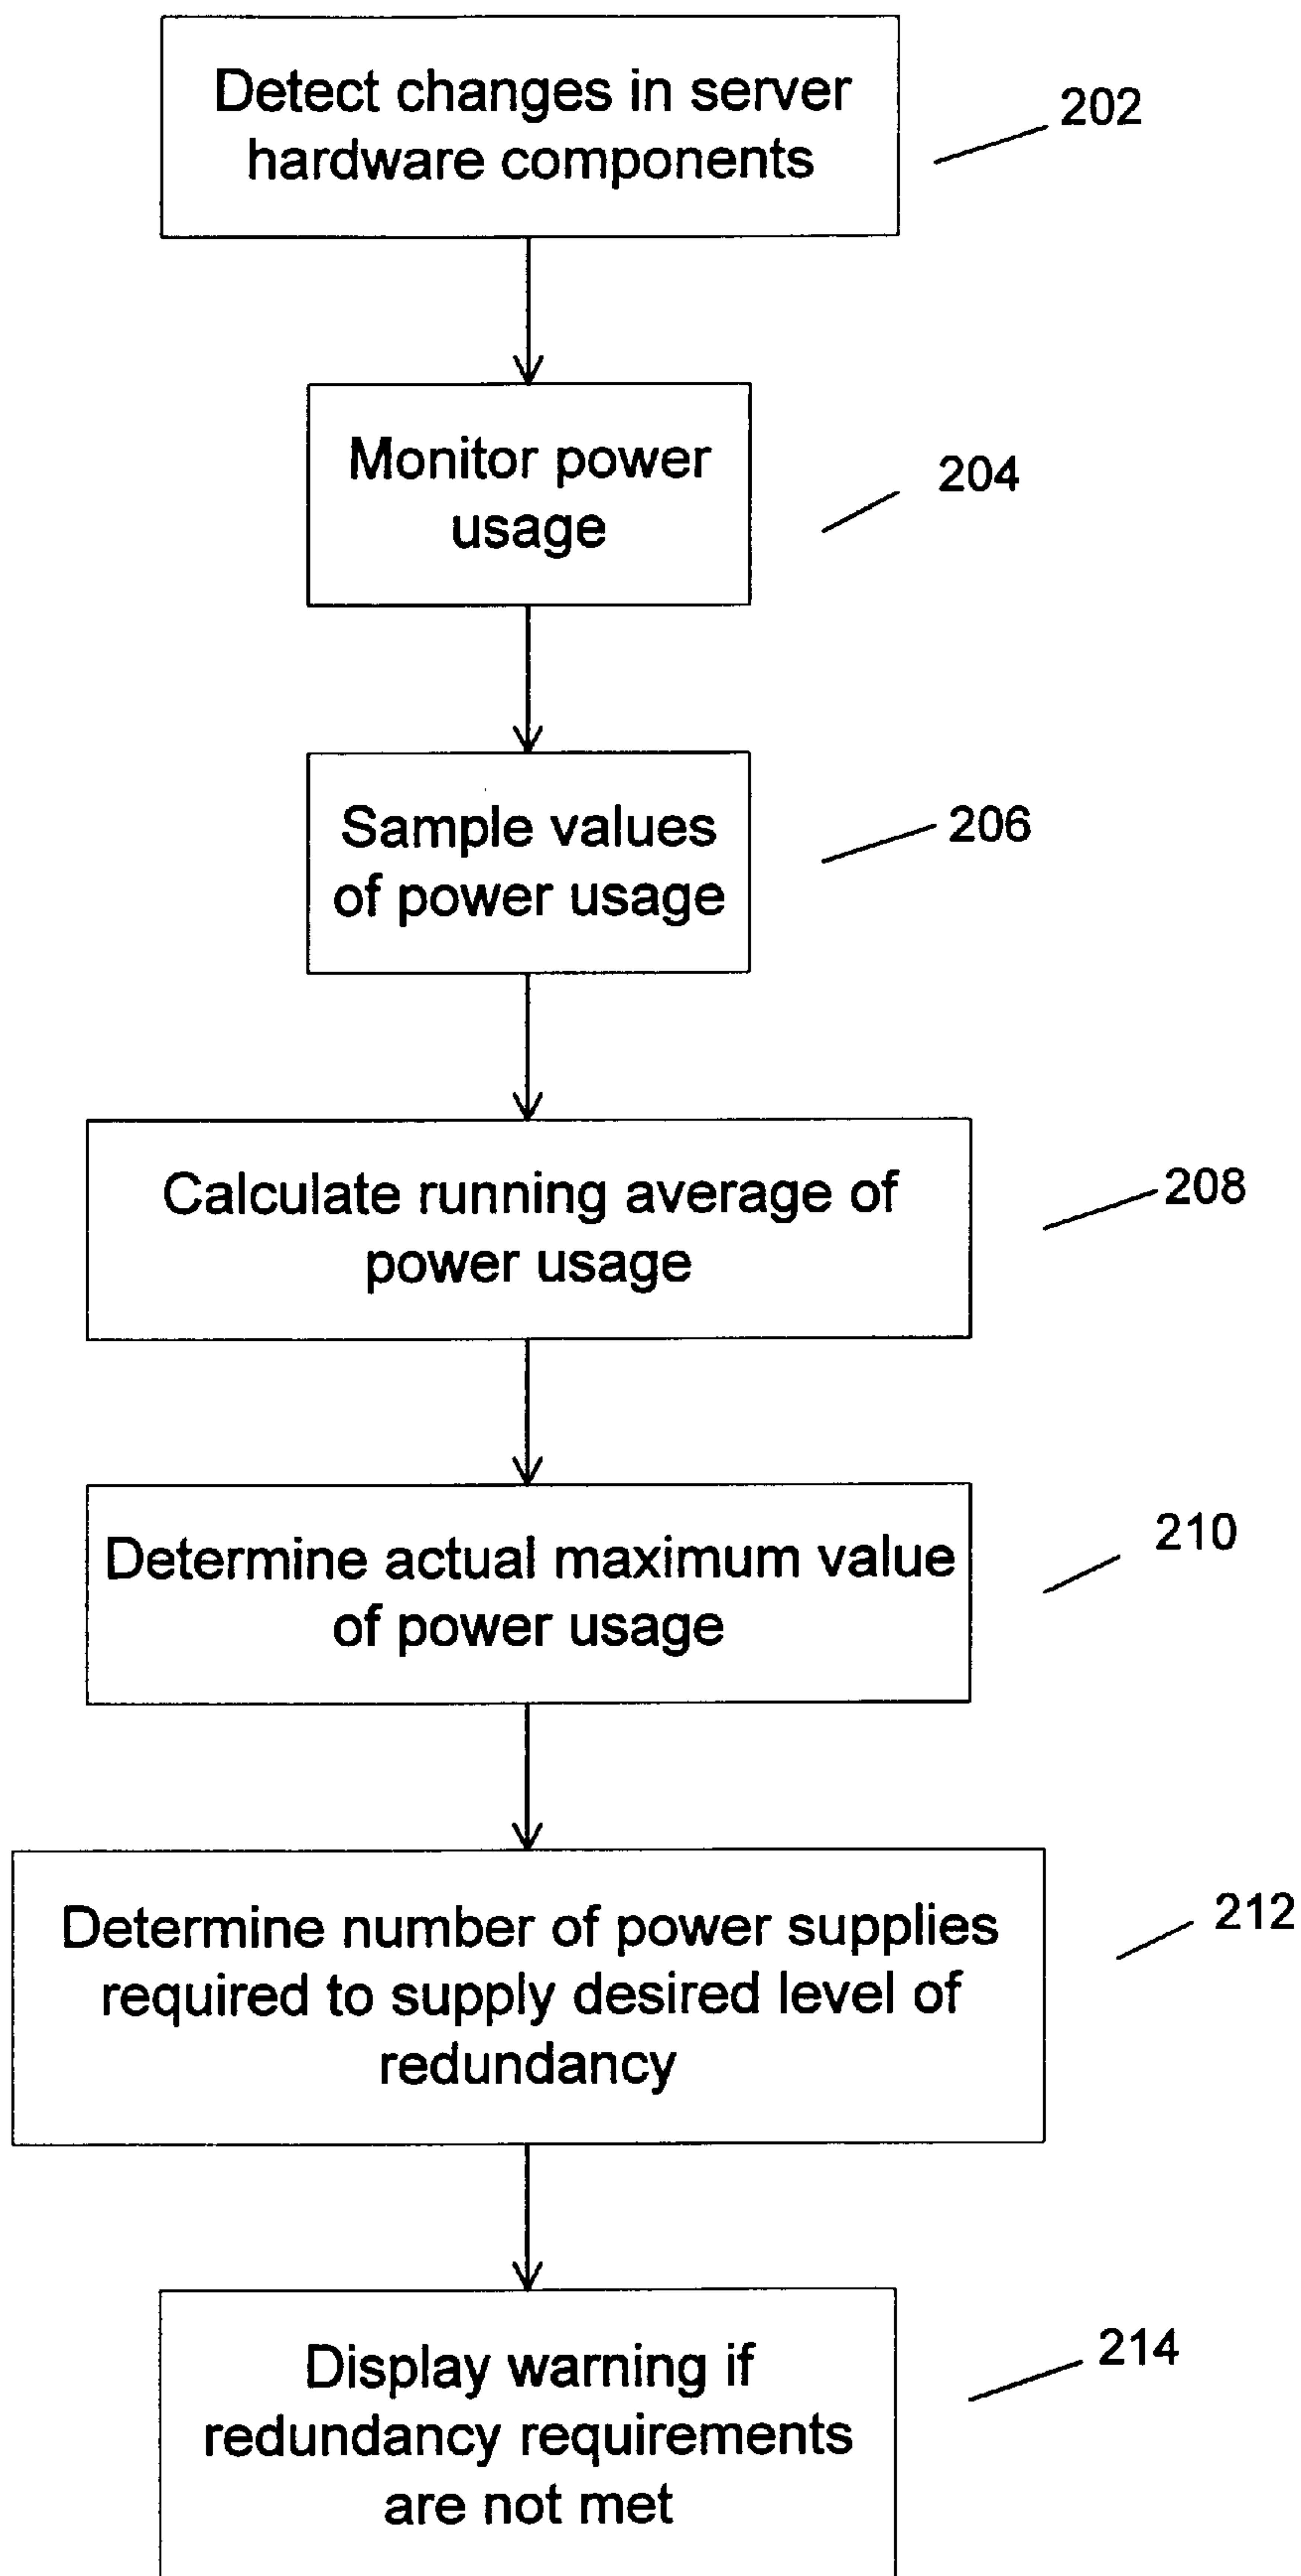 Detect changes in server
hardware components
202
Monitor power
usage
204
Sample values
of power usage
206
Calculate running average of
power usage
208
Determine actual maximum value
of power usage
210
Determine number of power supplies
required to supply desired level of
redundancy
212
Display warning if
redundancy requirements
are not met
214